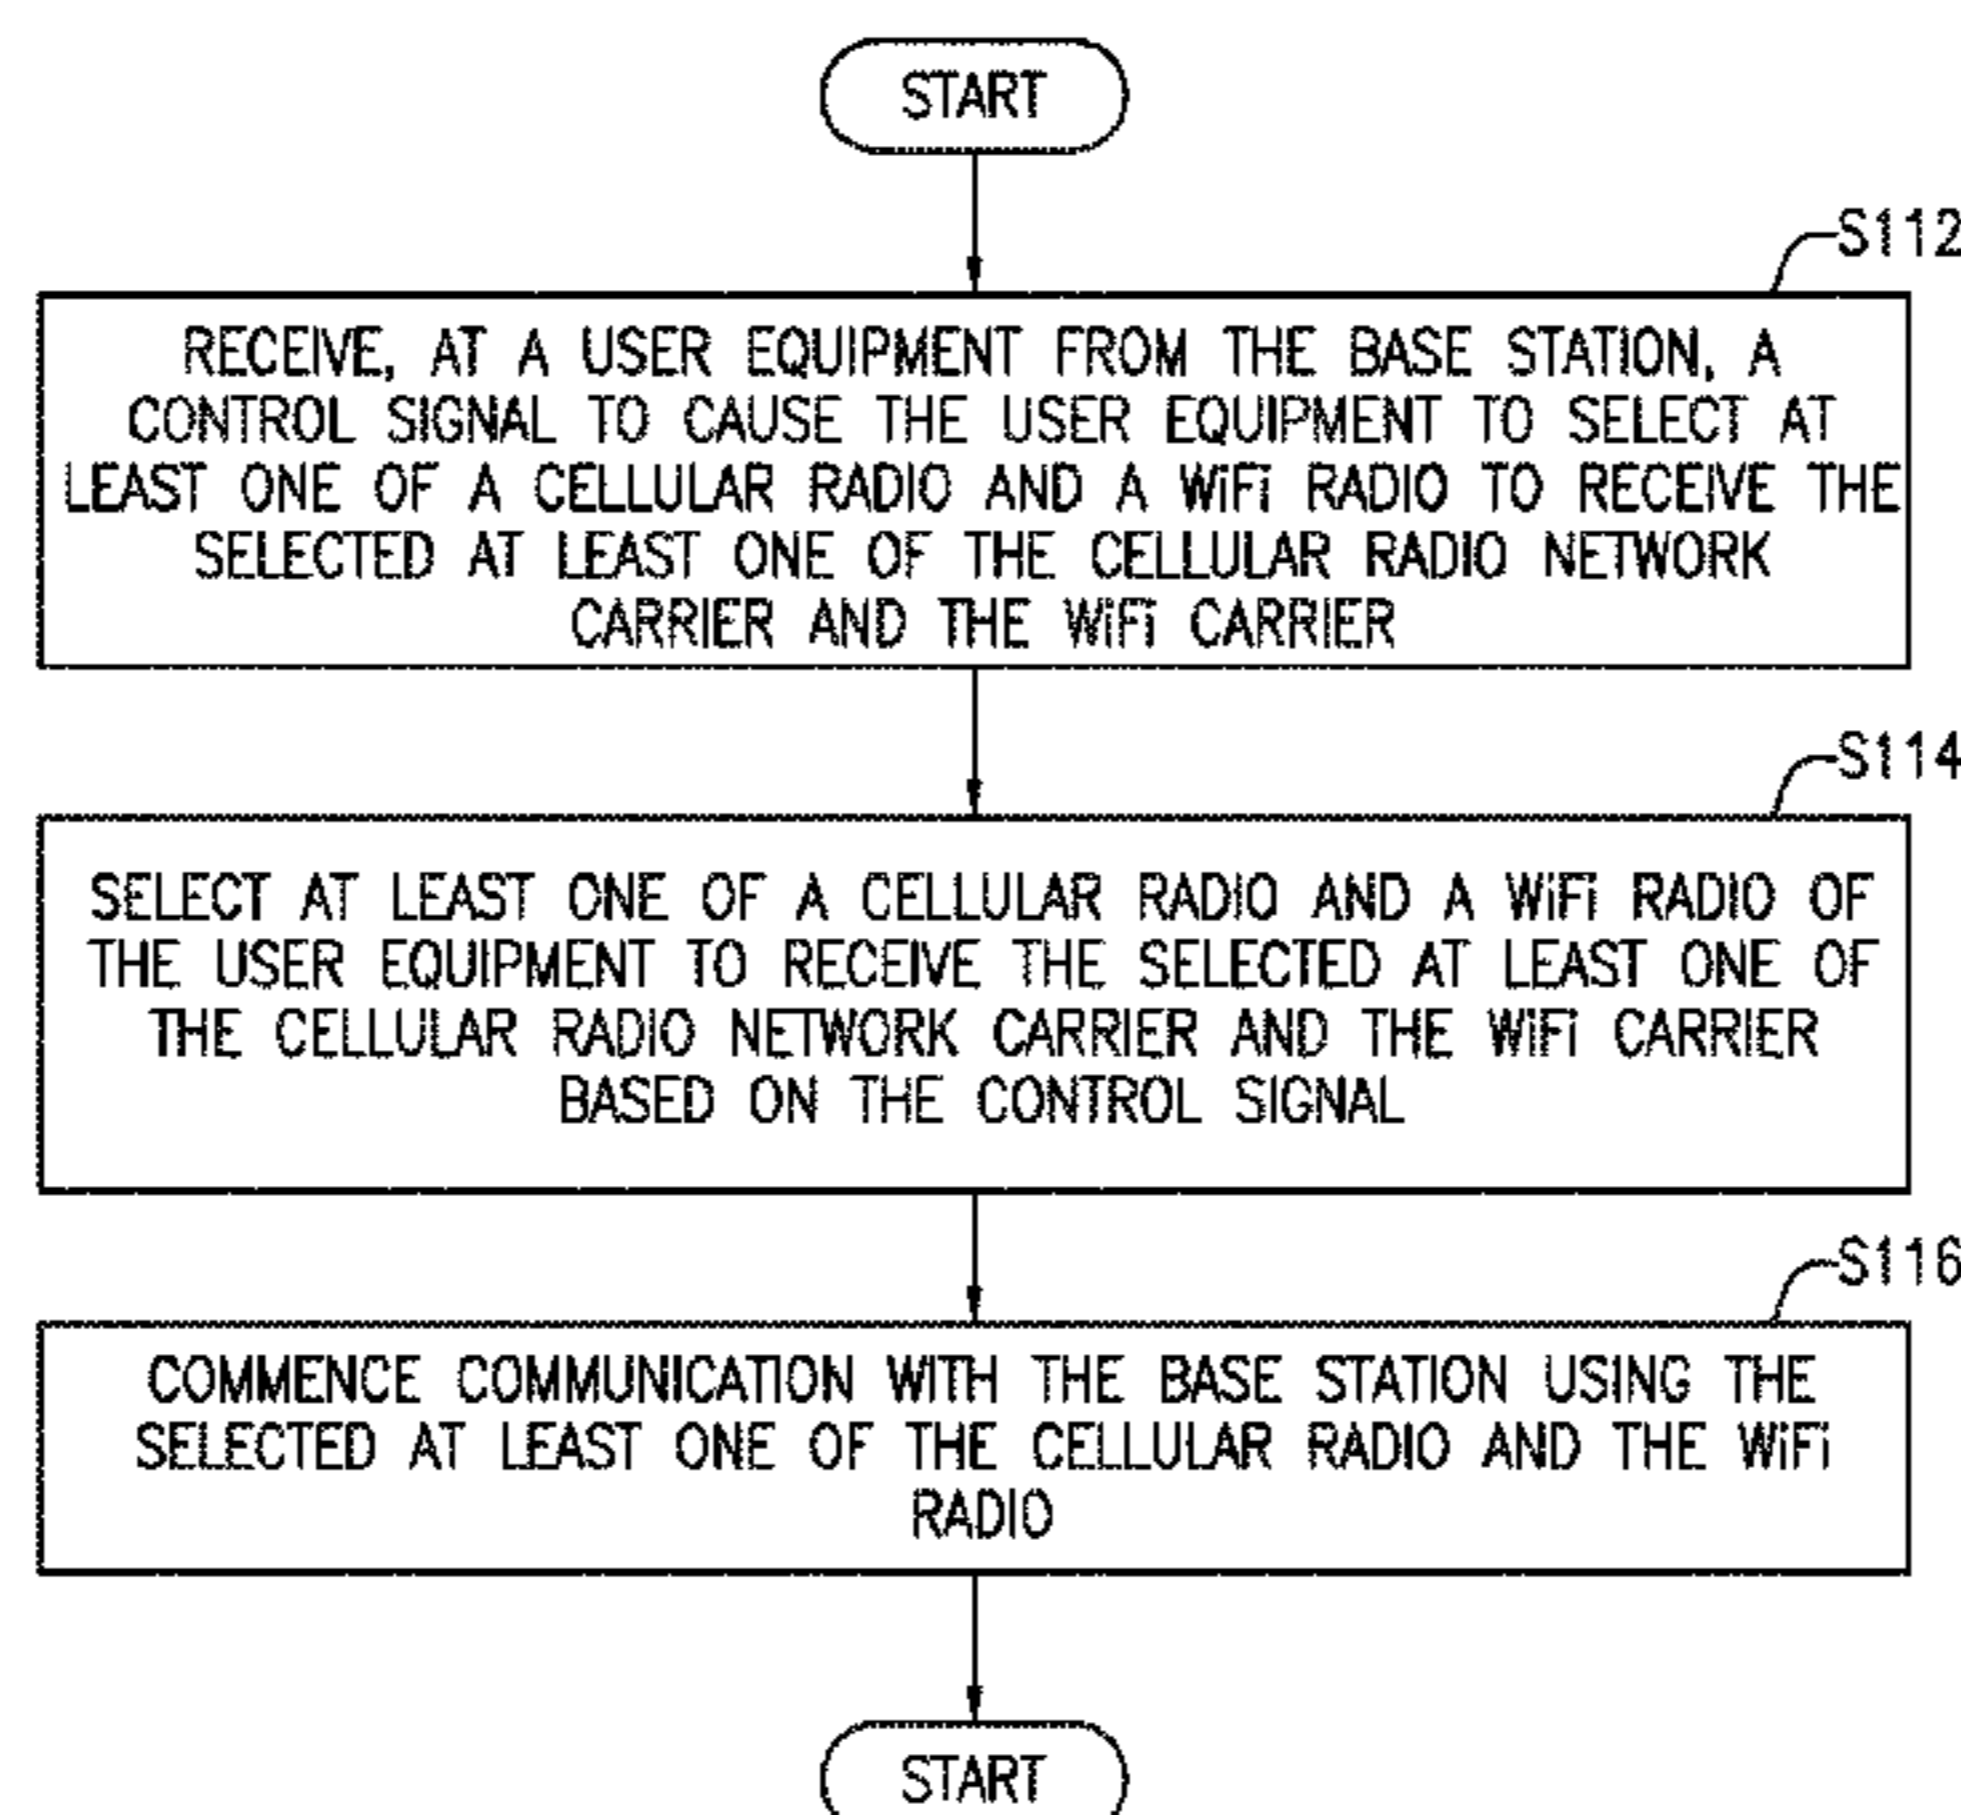 START
S112
RECEIVE, AT A USER EQUIPMENT FROM THE BASE STATION, A
CONTROL SIGNAL TO CAUSE THE USER EQUIPMENT TO SELECT AT
LEAST ONE OF A CELLULAR RADIO AND A WiFi RADIO TO RECEIVE THE
SELECTED AT LEAST ONE OF THE CELLULAR RADIO NETWORK
CARRIER AND THE WiFi CARRIER
S114
SELECT AT LEAST ONE OF A CELLULAR RADIO AND A WiFi RADIO OF
THE USER EQUIPMENT TO RECEIVE THE SELECTED AT LEAST ONE OF
THE CELLULAR RADIO NETWORK CARRIER AND THE WiFi CARRIER
BASED ON THE CONTROL SIGNAL
S116
COMMENCE COMMUNICATION WITH THE BASE STATION USING THE
SELECTED AT LEAST ONE OF THE CELLULAR RADIO AND THE WiFi
RADIO
START